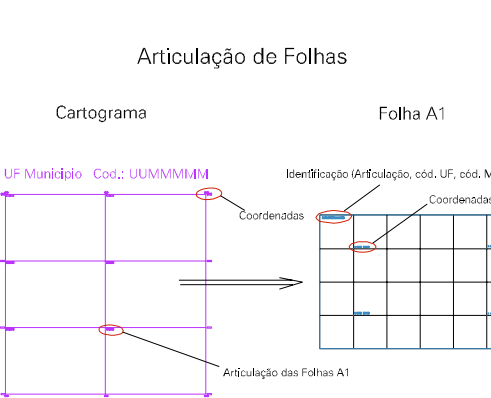 Articulação de Folhas
Cartograma
Folha A1
UF Municipio Cod.: UUMMMMM
Identificação (Articulação, cód. UF, cód. M
Coordenadas
Coordenadas
Articulação das Folhas A1